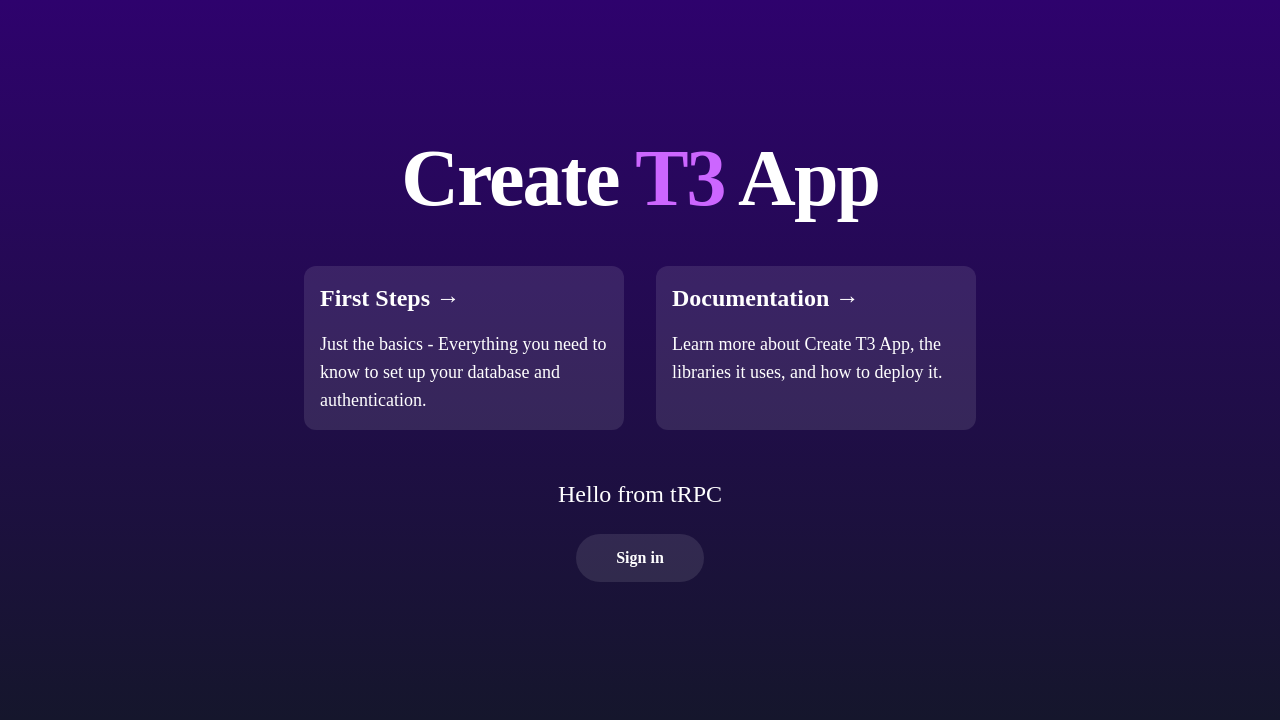 Create T3 App
First Steps →
Just the basics - Everything you need to
know to set up your database and
authentication.
Documentation →
Learn more about Create T3 App, the
libraries it uses, and how to deploy it.
Hello from tRPC
Sign in